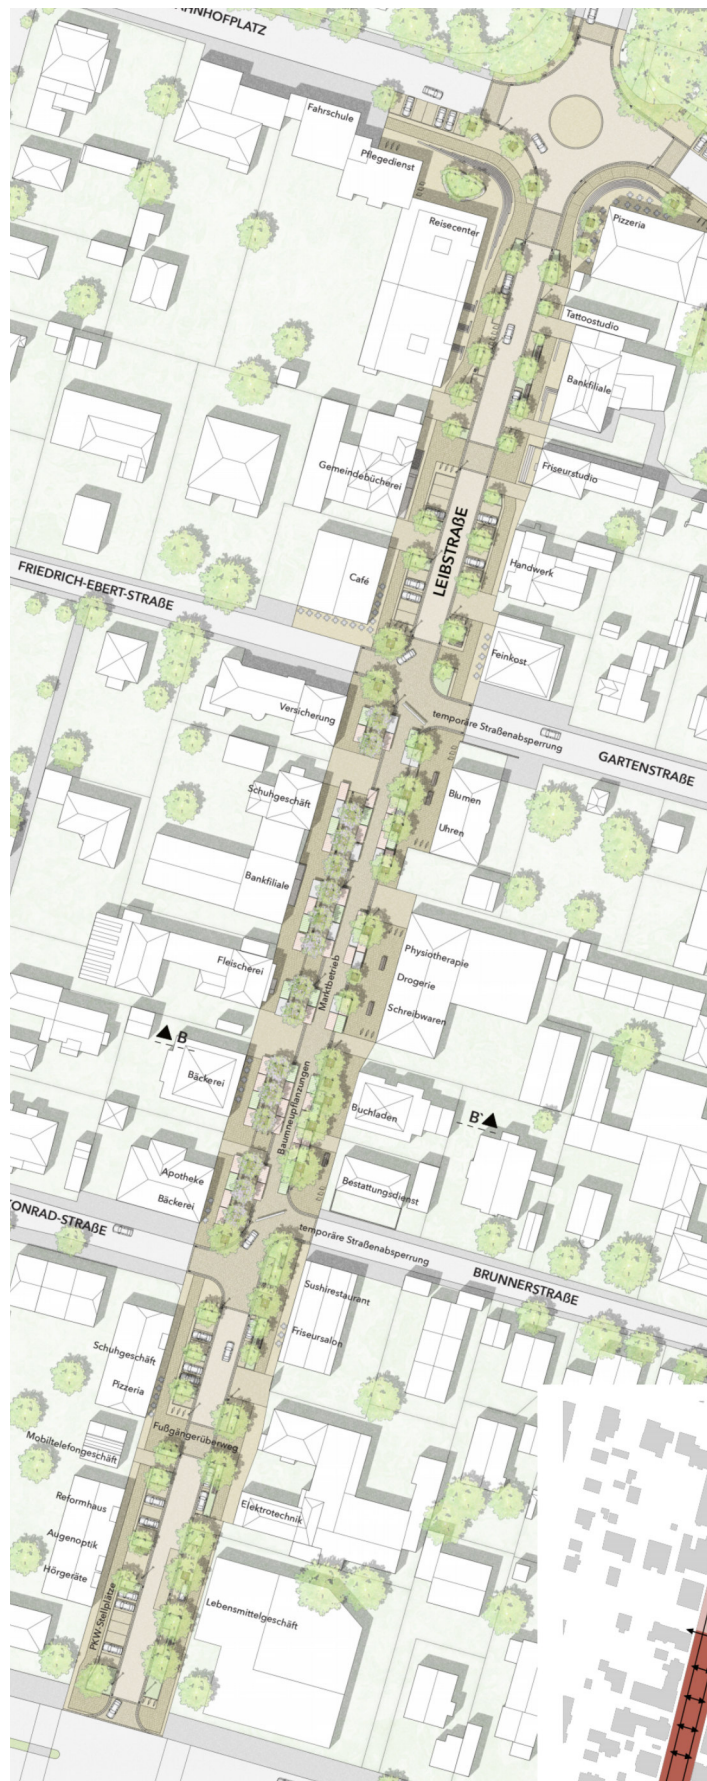 AHNHOFPLATZ
Fahrschule
Pflegedienst
Reisecenter
Pizzeria
Tattoostudio
Bankfiliale
Gemeindebücherei
Friseurstudio
LEIBSTRASSE
Handwerk
Café
FRIEDRICH-EBERT-STRAßE
Feinkost
Versicherung
temporäre Straßenabsperrung
GARTENSTRAßE
Schuhgeschäft
Blumen
Uhren
Bankfiliale
Fleischerei
Marktbetrieb
Physiotherapie
Drogerie
Schreibwaren
B
Bäckerei
Baumneupflanzungen
Buchladen
B'
Apotheke
Bäckerei
Bestattungsdienst
ONRAD-STRAßE
temporäre Straßenabsperrung
BRUNNERSTRAßE
Sushirestaurant
Friseursalon
Schuhgeschäft
Pizzeria
Fußgängerüberweg
Mobiltelefongeschäft
Reformhaus
Elektrotechnik
Augenoptik
Hörgeräte
PKW-Stellplätze
Lebensmittelgeschäft